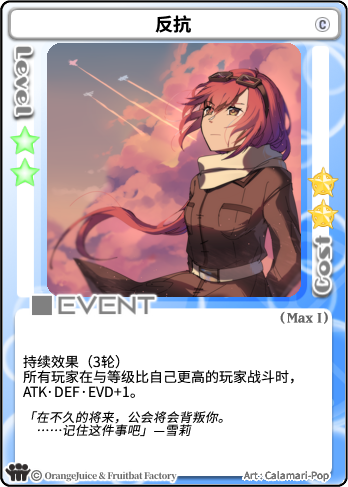 反抗
C
Level
Cost
EVENT
(Max 1)
持续效果（3轮）
所有玩家在与等级比自己更高的玩家战斗时，
ATK·DEF·EVD+1。
「在不久的将来，公会将会背叛你。
……记住这件事吧」—雪莉
© OrangeJuice & Fruitbat Factory
Art : Calamari-Pop